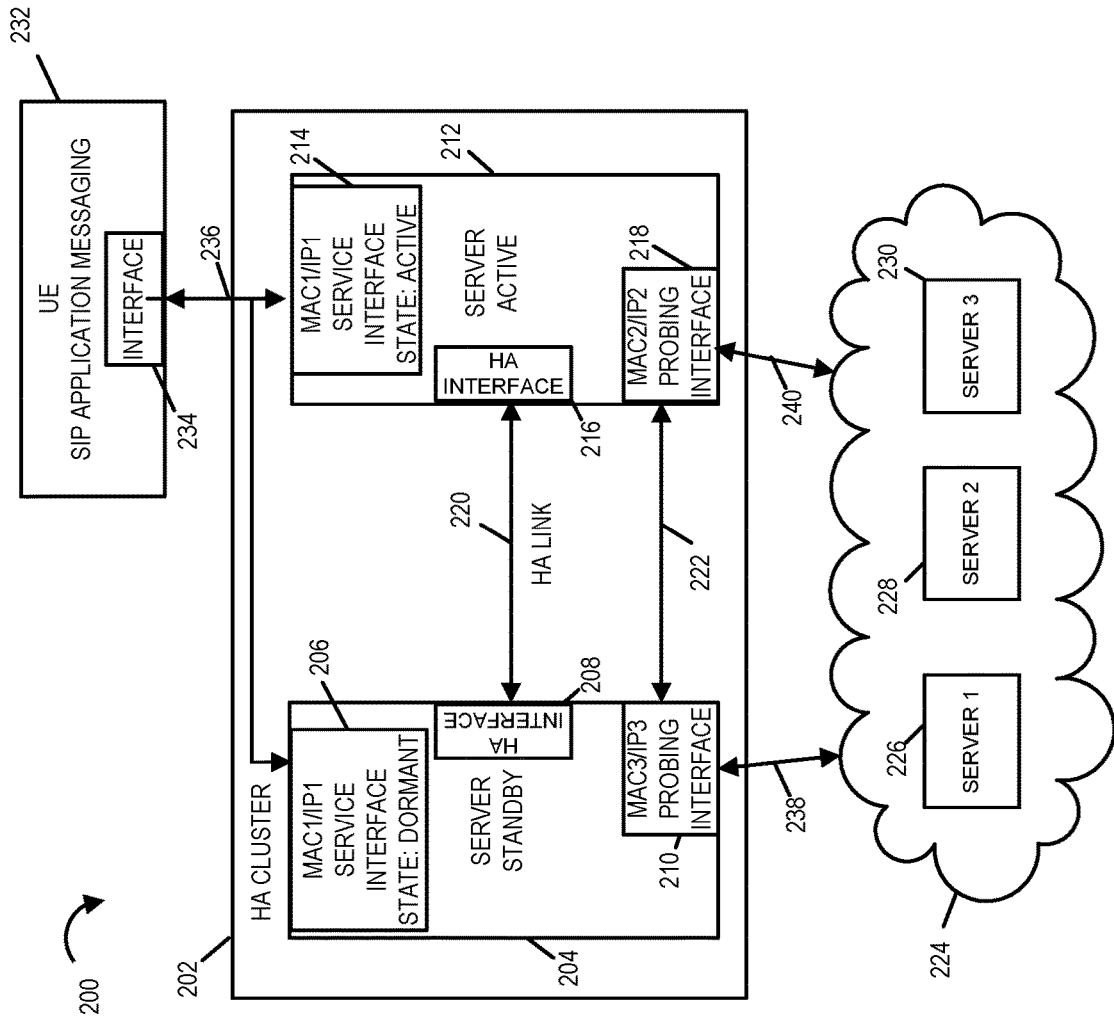 200
232
UE
SIP APPLICATION MESSAGING
INTERFACE
234
236
202
HA CLUSTER
204
MAC1/IP1
SERVICE
INTERFACE
STATE: DORMANT
206
SERVER
STANDBY
HA
INTERFACE
208
MAC3/IP3
PROBING
INTERFACE
210
220
HA LINK
222
212
MAC1/IP1
SERVICE
INTERFACE
STATE: ACTIVE
214
SERVER
ACTIVE
HA
INTERFACE
216
MAC2/IP2
PROBING
INTERFACE
218
238
240
224
226
SERVER 1
228
SERVER 2
230
SERVER 3